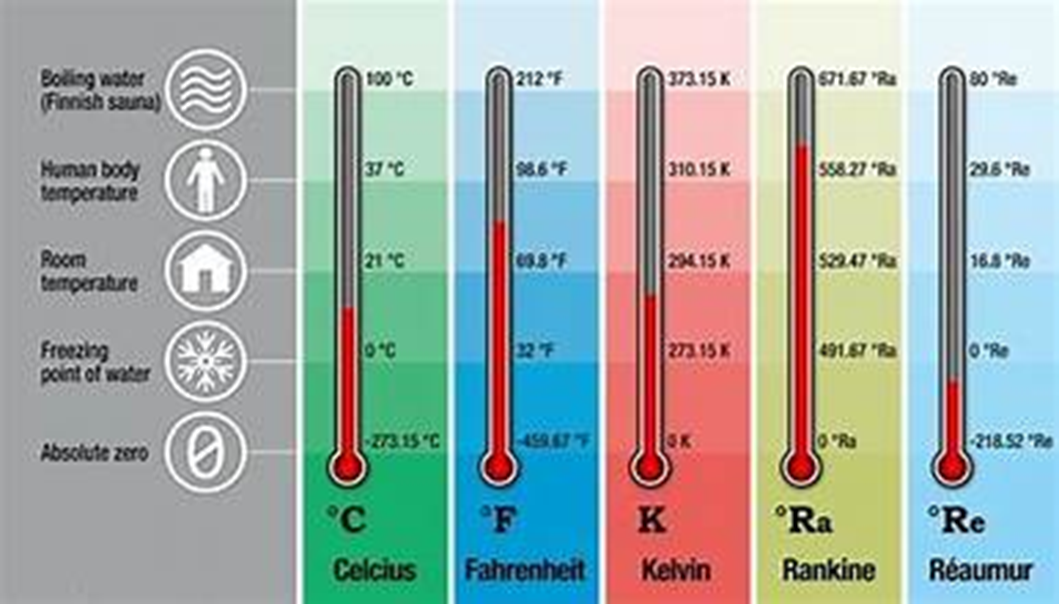 Boiling water
(Finnish sauna)
100 °C
212 °F
373.15 K
671.67 °Ra
80 °Re
Human body
temperature
37 °C
98.6 °F
310.15 K
558.27 °Ra
29.6 °Re
Room
temperature
21 °C
69.8 °F
294.15 K
529.47 °Ra
16.8 °Re
Freezing
point of water
0 °C
32 °F
273.15 K
491.67 °Ra
0 °Re
Absolute zero
0
-273.15 °C
-459.67 °F
0 K
0 °Ra
-218.52 °Re
°C
°F
K
°Ra
°Re
Celcius
Fahrenheit
Kelvin
Rankine
Réaumur